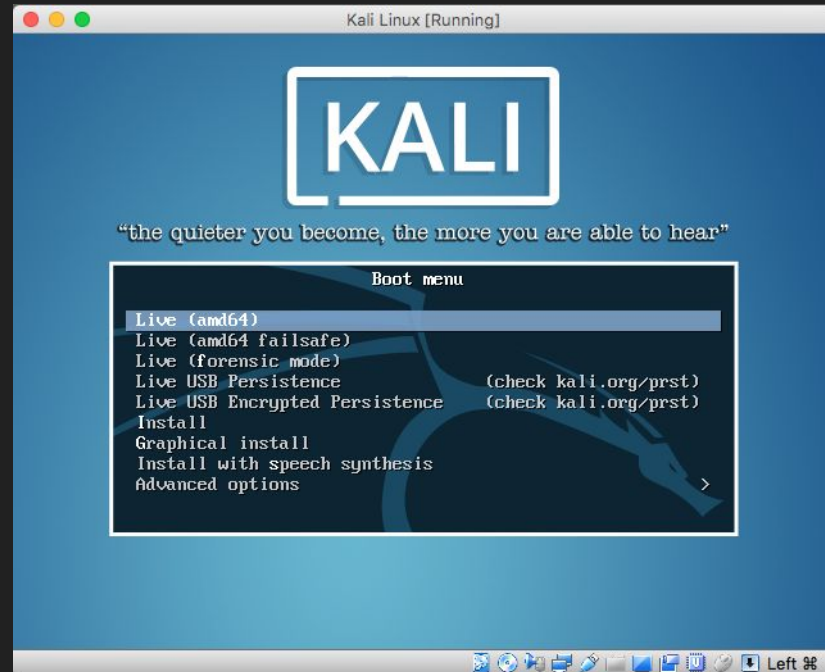 Kali Linux [Running]
KALI
“the quieter you become, the more you are able to hear”
Boot menu
Live (amd64)
Live (amd64 failsafe)
Live (forensic mode)
Live USB Persistence (check kali.org/prst)
Live USB Encrypted Persistence (check kali.org/prst)
Install
Graphical install
Install with speech synthesis
Advanced options >
Left ⌘